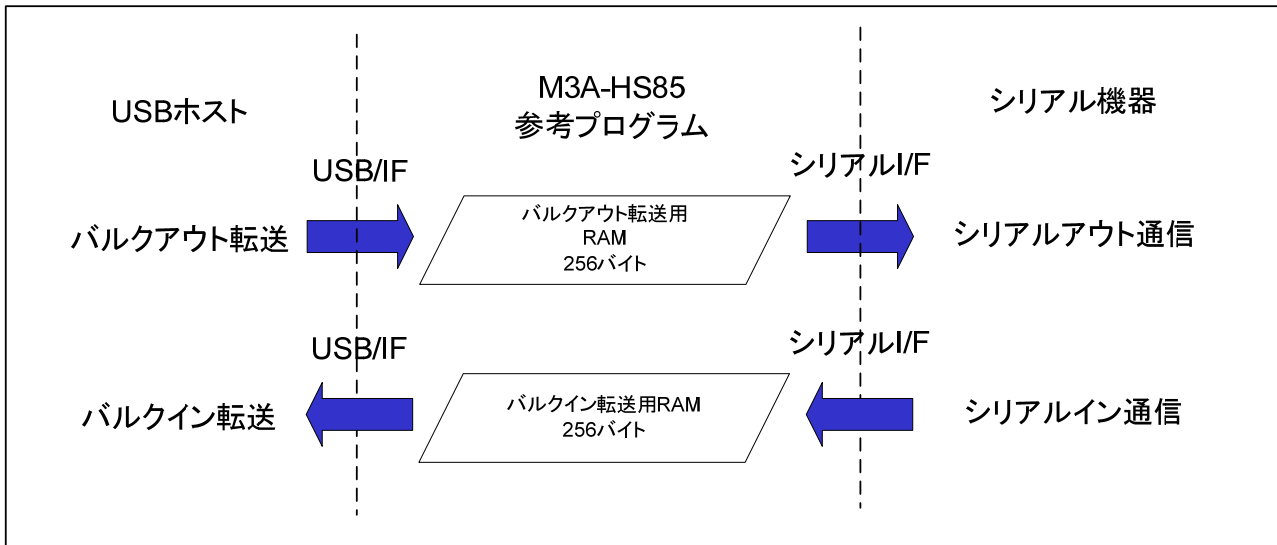 USBホスト
M3A-HS85
参考プログラム
シリアル機器
USB/IF
シリアルI/F
バルクアウト転送
バルクアウト転送用
RAM
256バイト
シリアルアウト通信
USB/IF
シリアルI/F
バルクイン転送
バルクイン転送用RAM
256バイト
シリアルイン通信